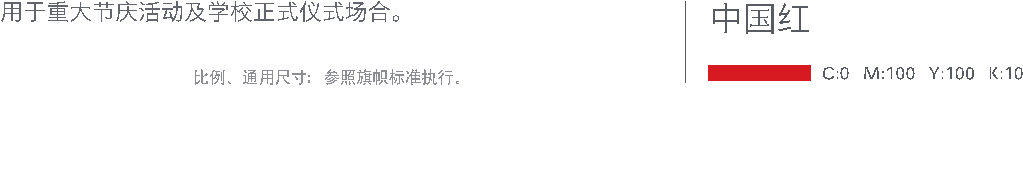 用于重大节庆活动及学校正式仪式场合。
比例、通用尺寸：参照旗帜标准执行。
中国红
C:0 M:100 Y:100 K:10